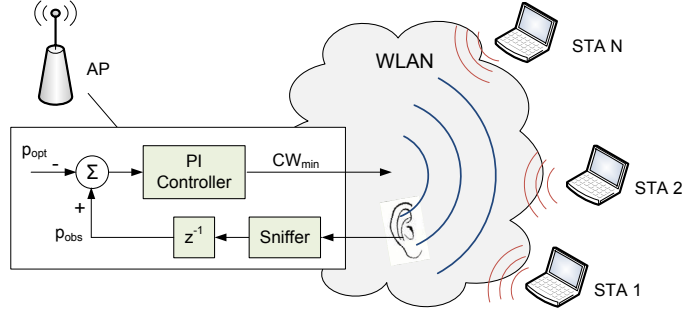 STA N
AP
WLAN
p_opt
-
Σ
PI
Controller
CW_min
STA 2
+
p_obs
z^-1
Sniffer
STA 1